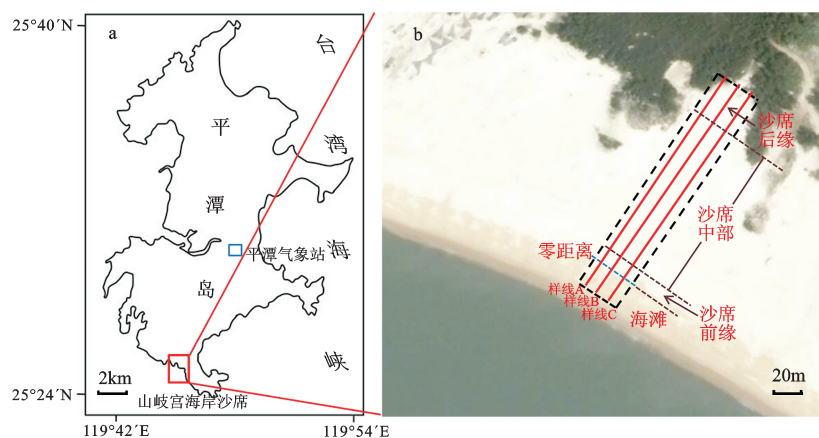 25°40′N
a
台
湾
海
峡
平
潭
岛
平潭气象站
2km
25°24′N
山岐宫海岸沙席
119°42′E
119°54′E
b
沙席
后缘
沙席
中部
零距离
样线A
样线B
样线C
海滩
沙席
前缘
20m